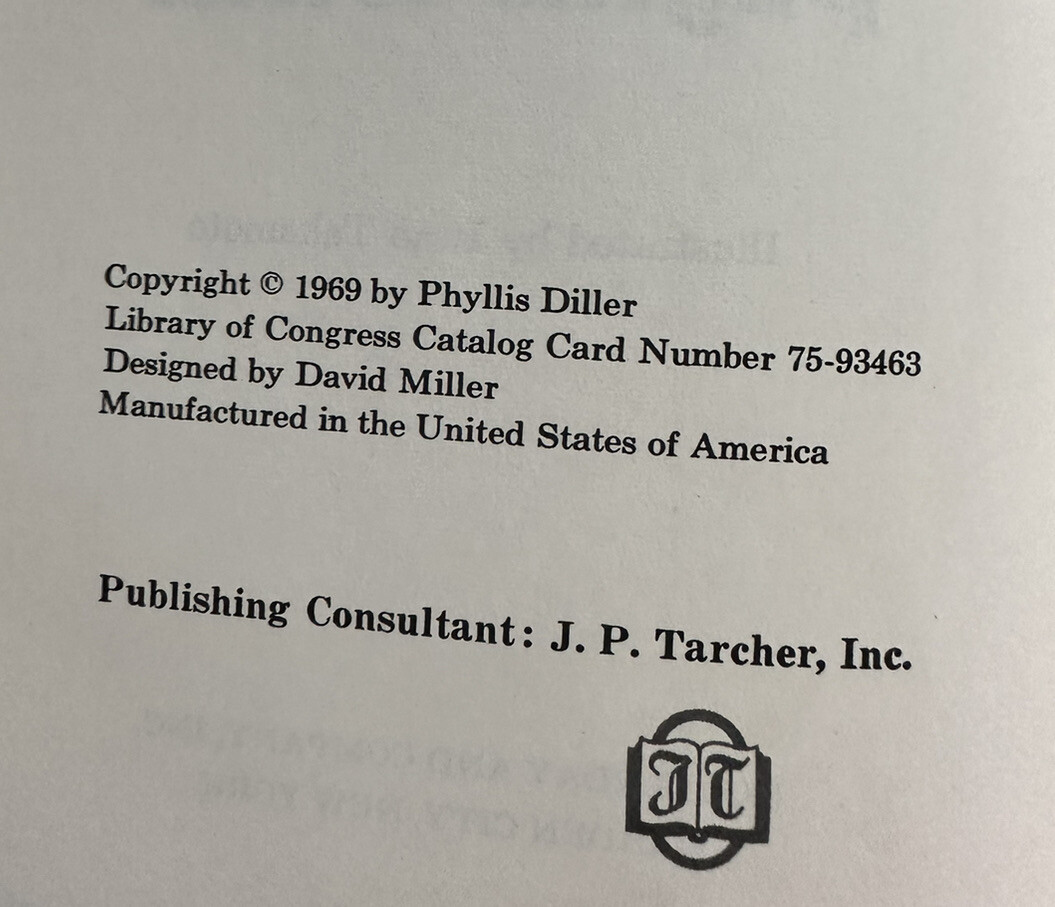 Copyright © 1969 by Phyllis Diller
Library of Congress Catalog Card Number 75-93463
Designed by David Miller
Manufactured in the United States of America
Publishing Consultant: J. P. Tarcher, Inc.
JT